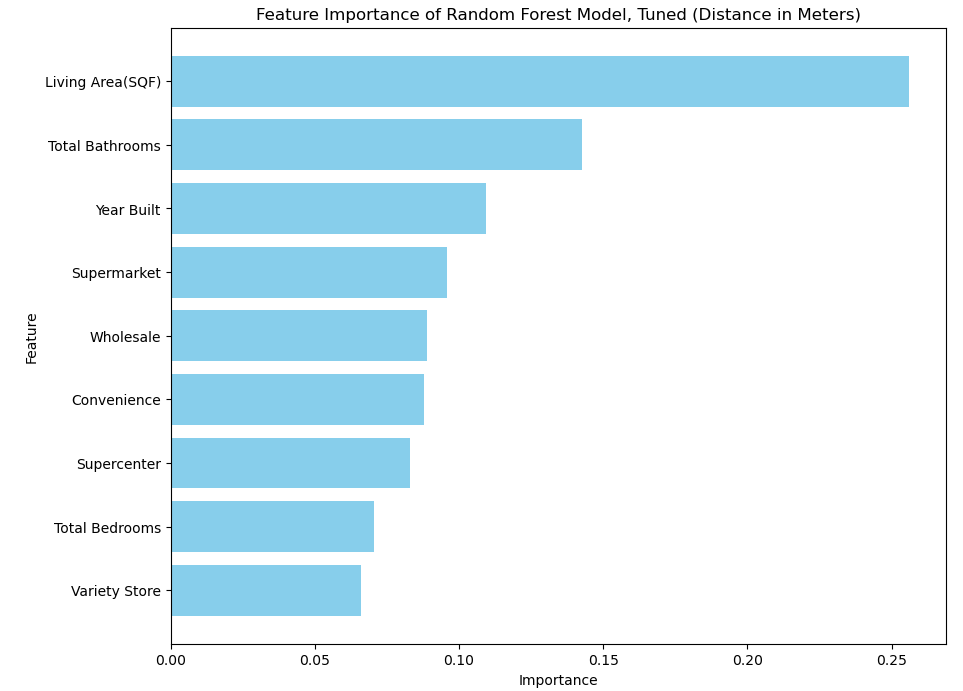 Feature Importance of Random Forest Model, Tuned (Distance in Meters)
Living Area(SQF)
Total Bathrooms
Year Built
Supermarket
Wholesale
Convenience
Supercenter
Total Bedrooms
Variety Store
Feature
0.00 0.05 0.10 0.15 0.20 0.25
Importance